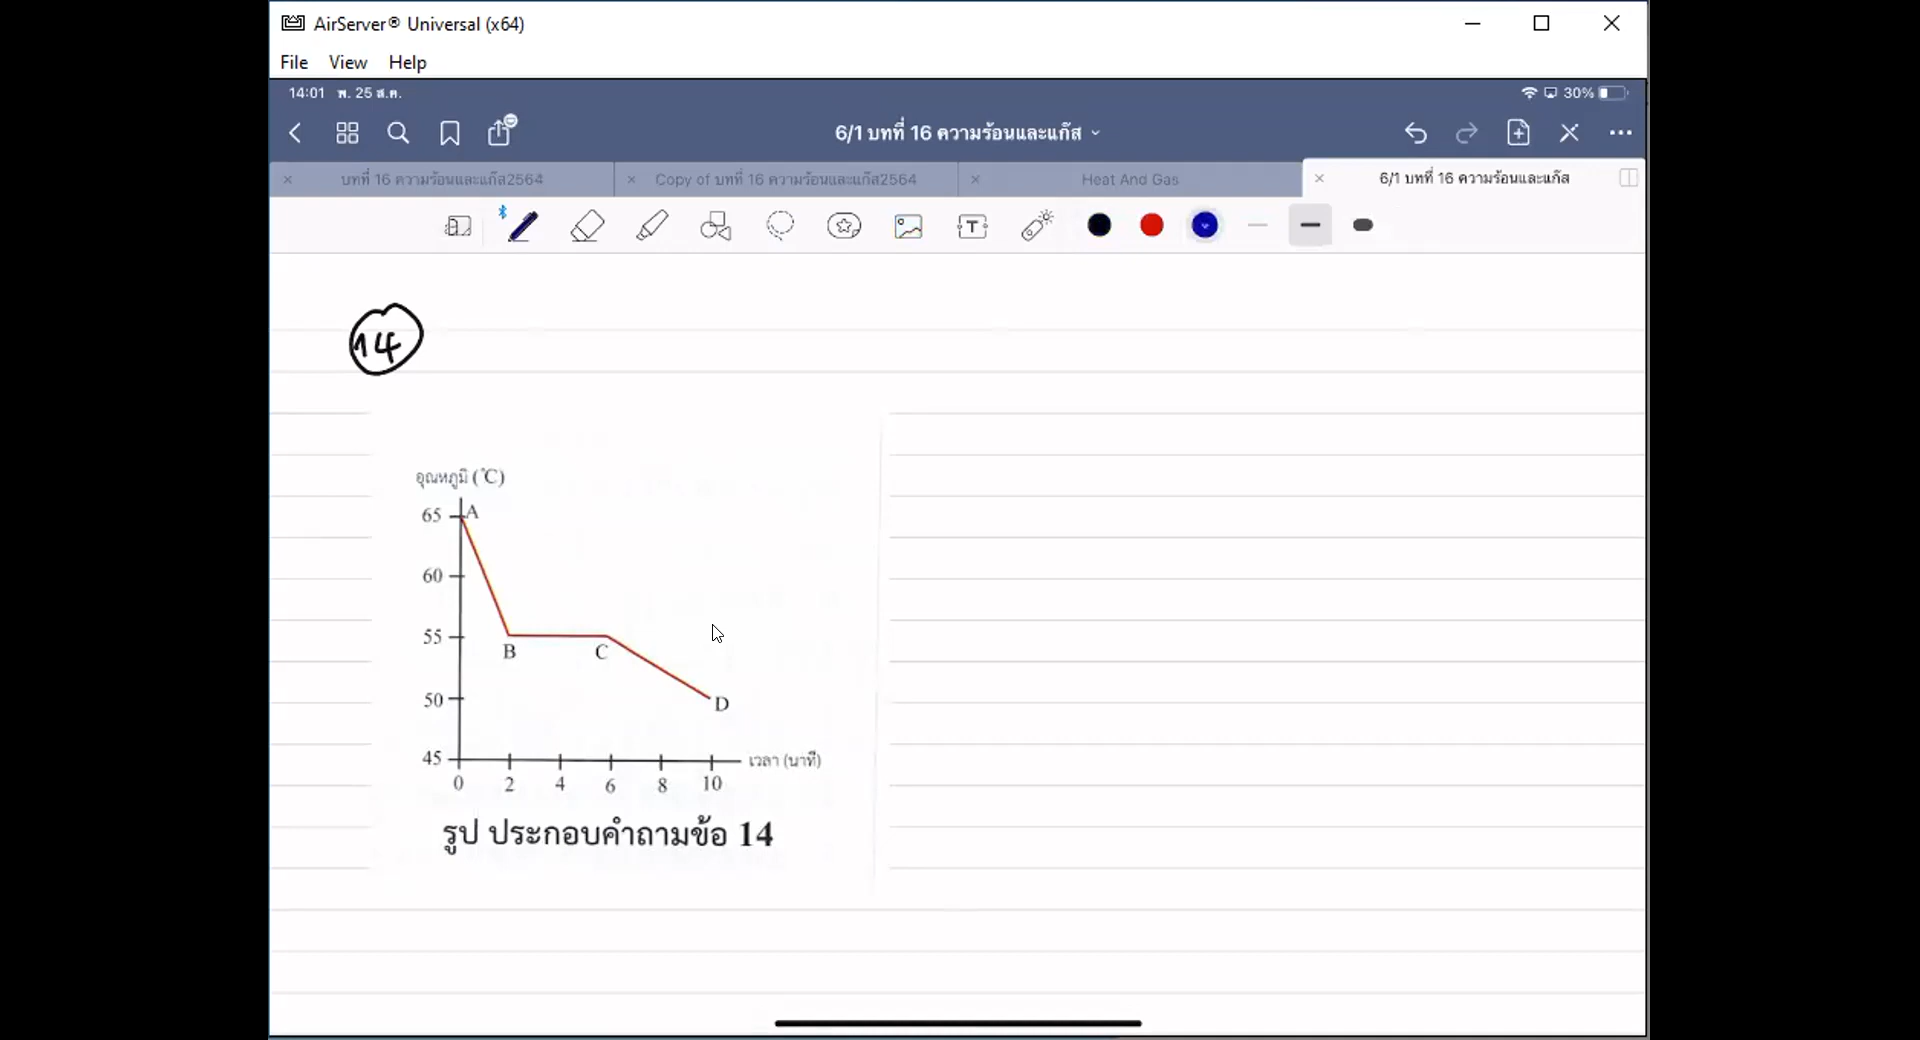 AirServer® Universal (x64)
File View Help
14:01 พ. 25 ส.ค. 30%
6/1 บทที่ 16 ความร้อนและแก๊ส
บทที่ 16 ความร้อนและแก๊ส2564 Copy of บทที่ 16 ความร้อนและแก๊ส2564 Heat And Gas 6/1 บทที่ 16 ความร้อนและแก๊ส
T
14
อุณหภูมิ (°C)
65 A
60
55
B C
50 D
45 เวลา (นาที)
0 2 4 6 8 10
รูป ประกอบคำถามข้อ 14